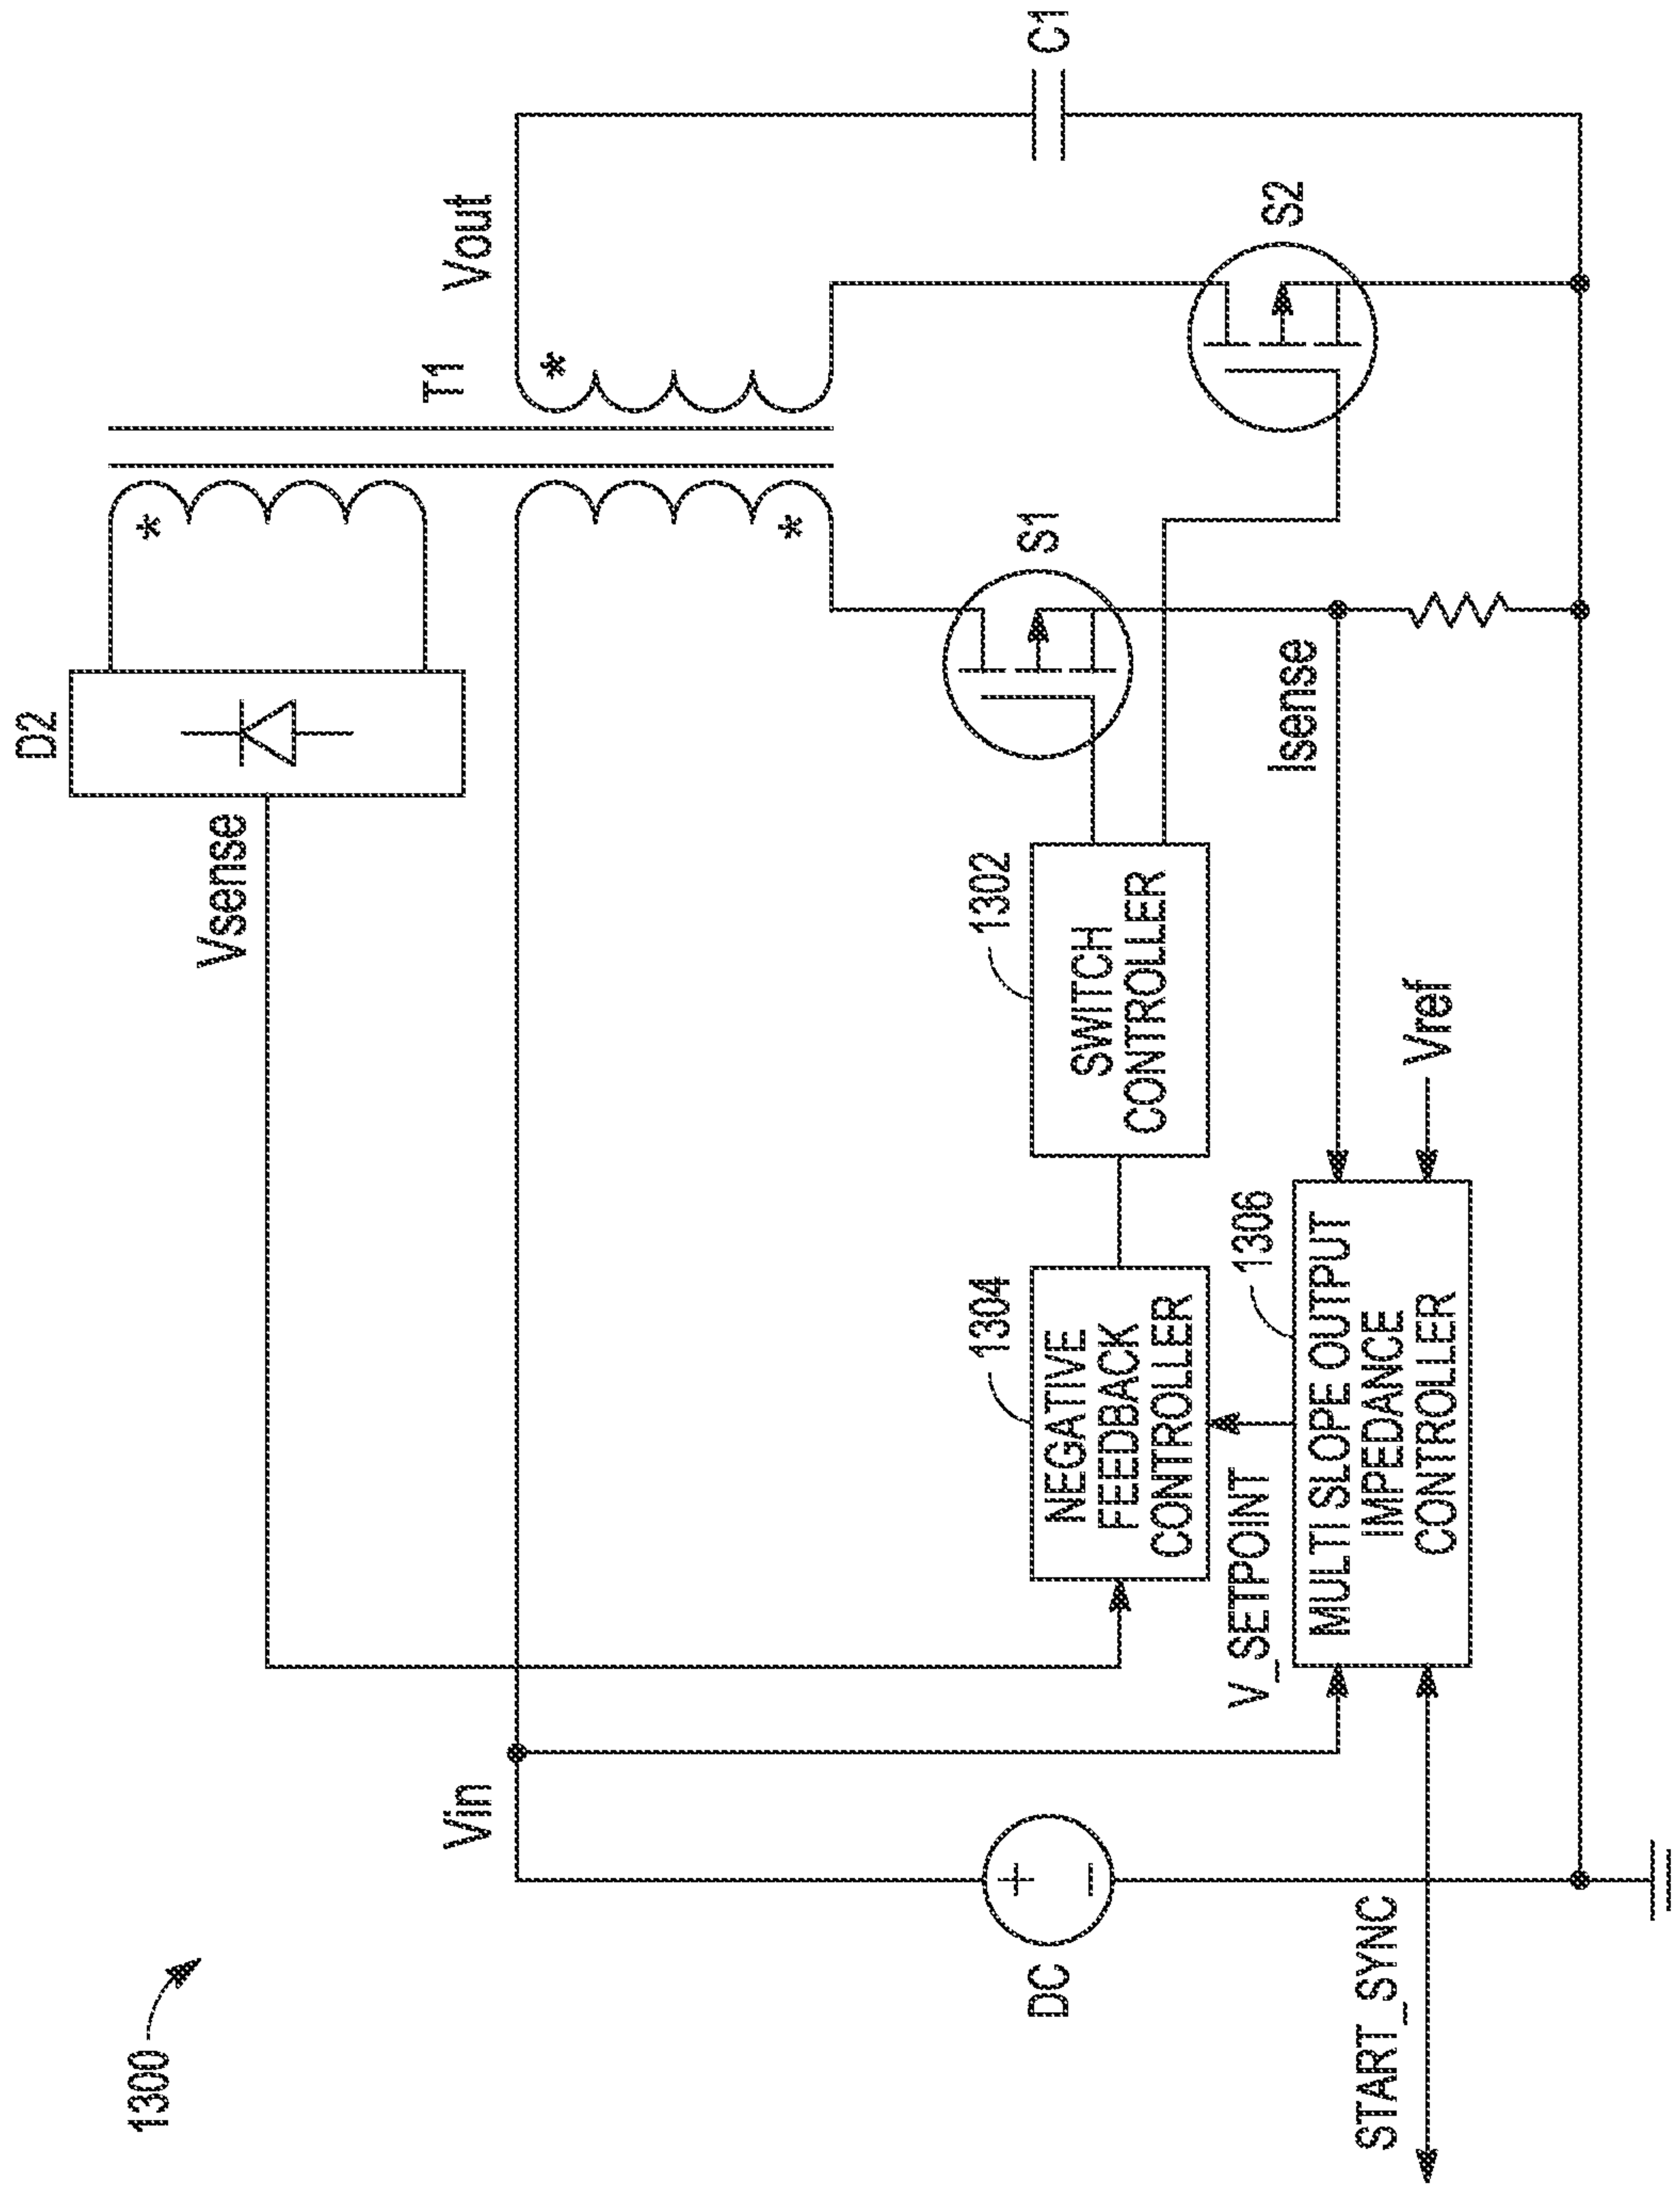 1300
D2
Vsense
T1
Vout
Vin
C1
S1
S2
1302
SWITCH
CONTROLLER
1304
NEGATIVE
FEEDBACK
CONTROLLER
Isense
1306
MULTI SLOPE OUTPUT
IMPEDANCE
CONTROLLER
V_SETPOINT
Vref
DC
START_SYNC
*
*
*
+
−